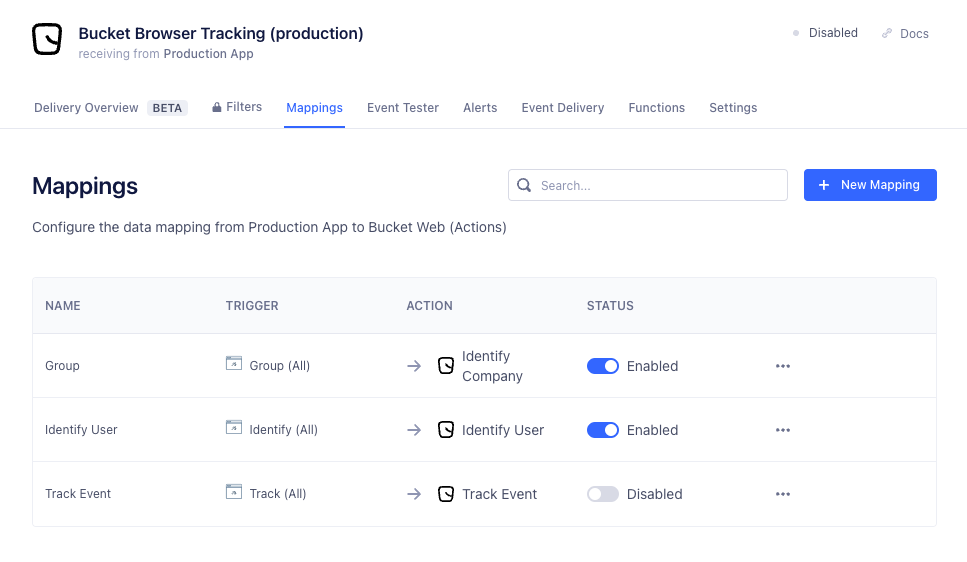 Bucket Browser Tracking (production)
receiving from Production App
Disabled
Docs
Delivery Overview BETA Filters Mappings Event Tester Alerts Event Delivery Functions Settings
Mappings
Search...
+ New Mapping
Configure the data mapping from Production App to Bucket Web (Actions)
NAME TRIGGER ACTION STATUS
Group Group (All) → Identify Company Enabled •••
Identify User Identify (All) → Identify User Enabled •••
Track Event Track (All) → Track Event Disabled •••